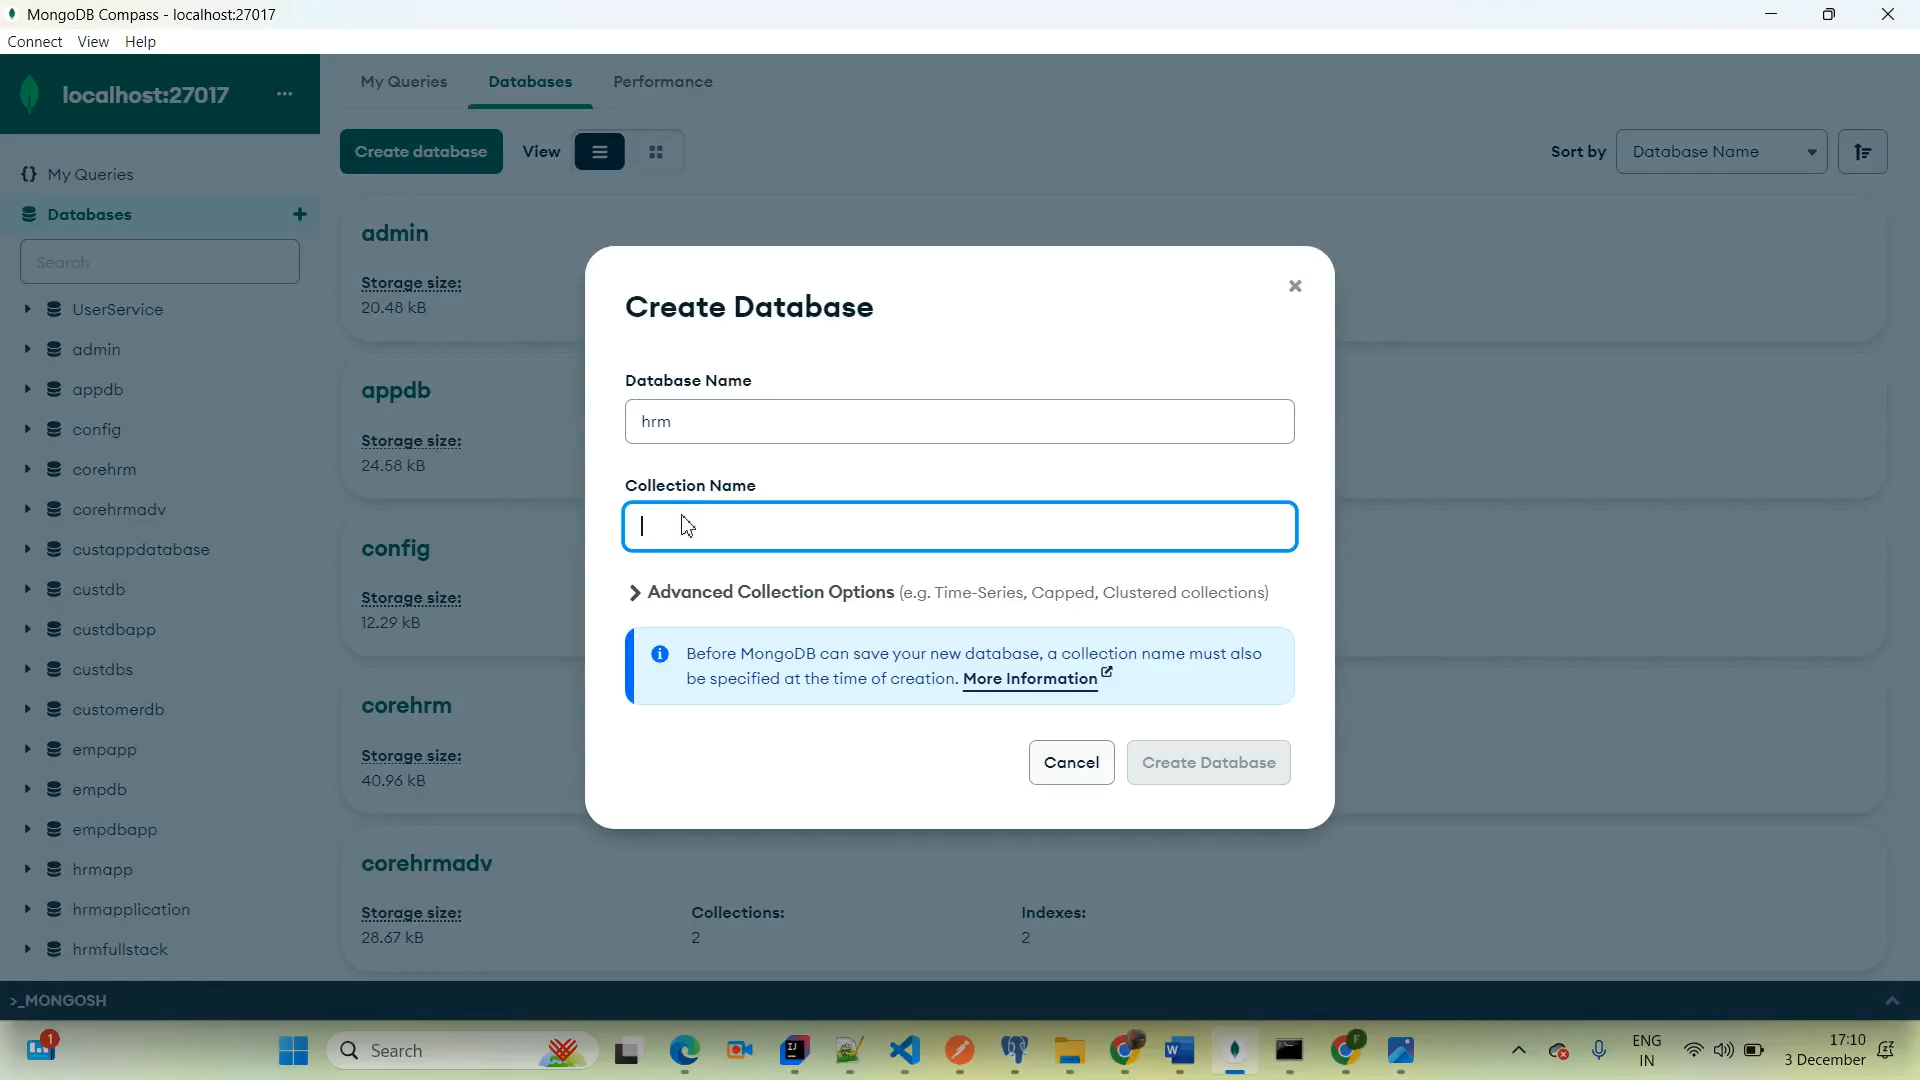 MongoDB Compass - localhost:27017
Connect View Help
localhost:27017 ...
My Queries Databases Performance
Create database View Sort by Database Name
{} My Queries
Databases +
Search
UserService
admin
appdb
config
corehrm
corehrmadv
custappdatabase
custdb
custdbapp
custdbs
customerdb
empapp
empdb
empdbapp
hrmapp
hrmapplication
hrmfullstack
admin
Storage size:
20.48 kB
appdb
Storage size:
24.58 kB
config
Storage size:
12.29 kB
corehrm
Storage size:
40.96 kB
corehrmadv
Storage size: Collections: Indexes:
28.67 kB 2 2
Create Database
Database Name
hrm
Collection Name
Advanced Collection Options (e.g. Time-Series, Capped, Clustered collections)
Before MongoDB can save your new database, a collection name must also
be specified at the time of creation. More Information
Cancel Create Database
>_MONGOSH
1 Search ENG 17:10
IN 3 December